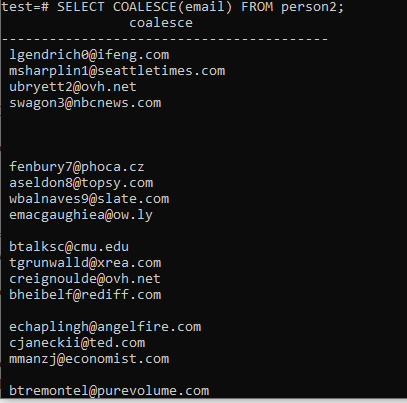 test=# SELECT COALESCE(email) FROM person2;
coalesce
-----------------------------------------
lgendrich0@ifeng.com
msharplin1@seattletimes.com
ubryett2@ovh.net
swagon3@nbcnews.com
fenbury7@phoca.cz
aseldon8@topsy.com
wbalnaves9@slate.com
emacgaughiea@ow.ly
btalksc@cmu.edu
tgrunwalld@xrea.com
creignoulde@ovh.net
bheibelf@rediff.com
echaplingh@angelfire.com
cjaneckii@ted.com
mmanzj@economist.com
btremontel@purevolume.com